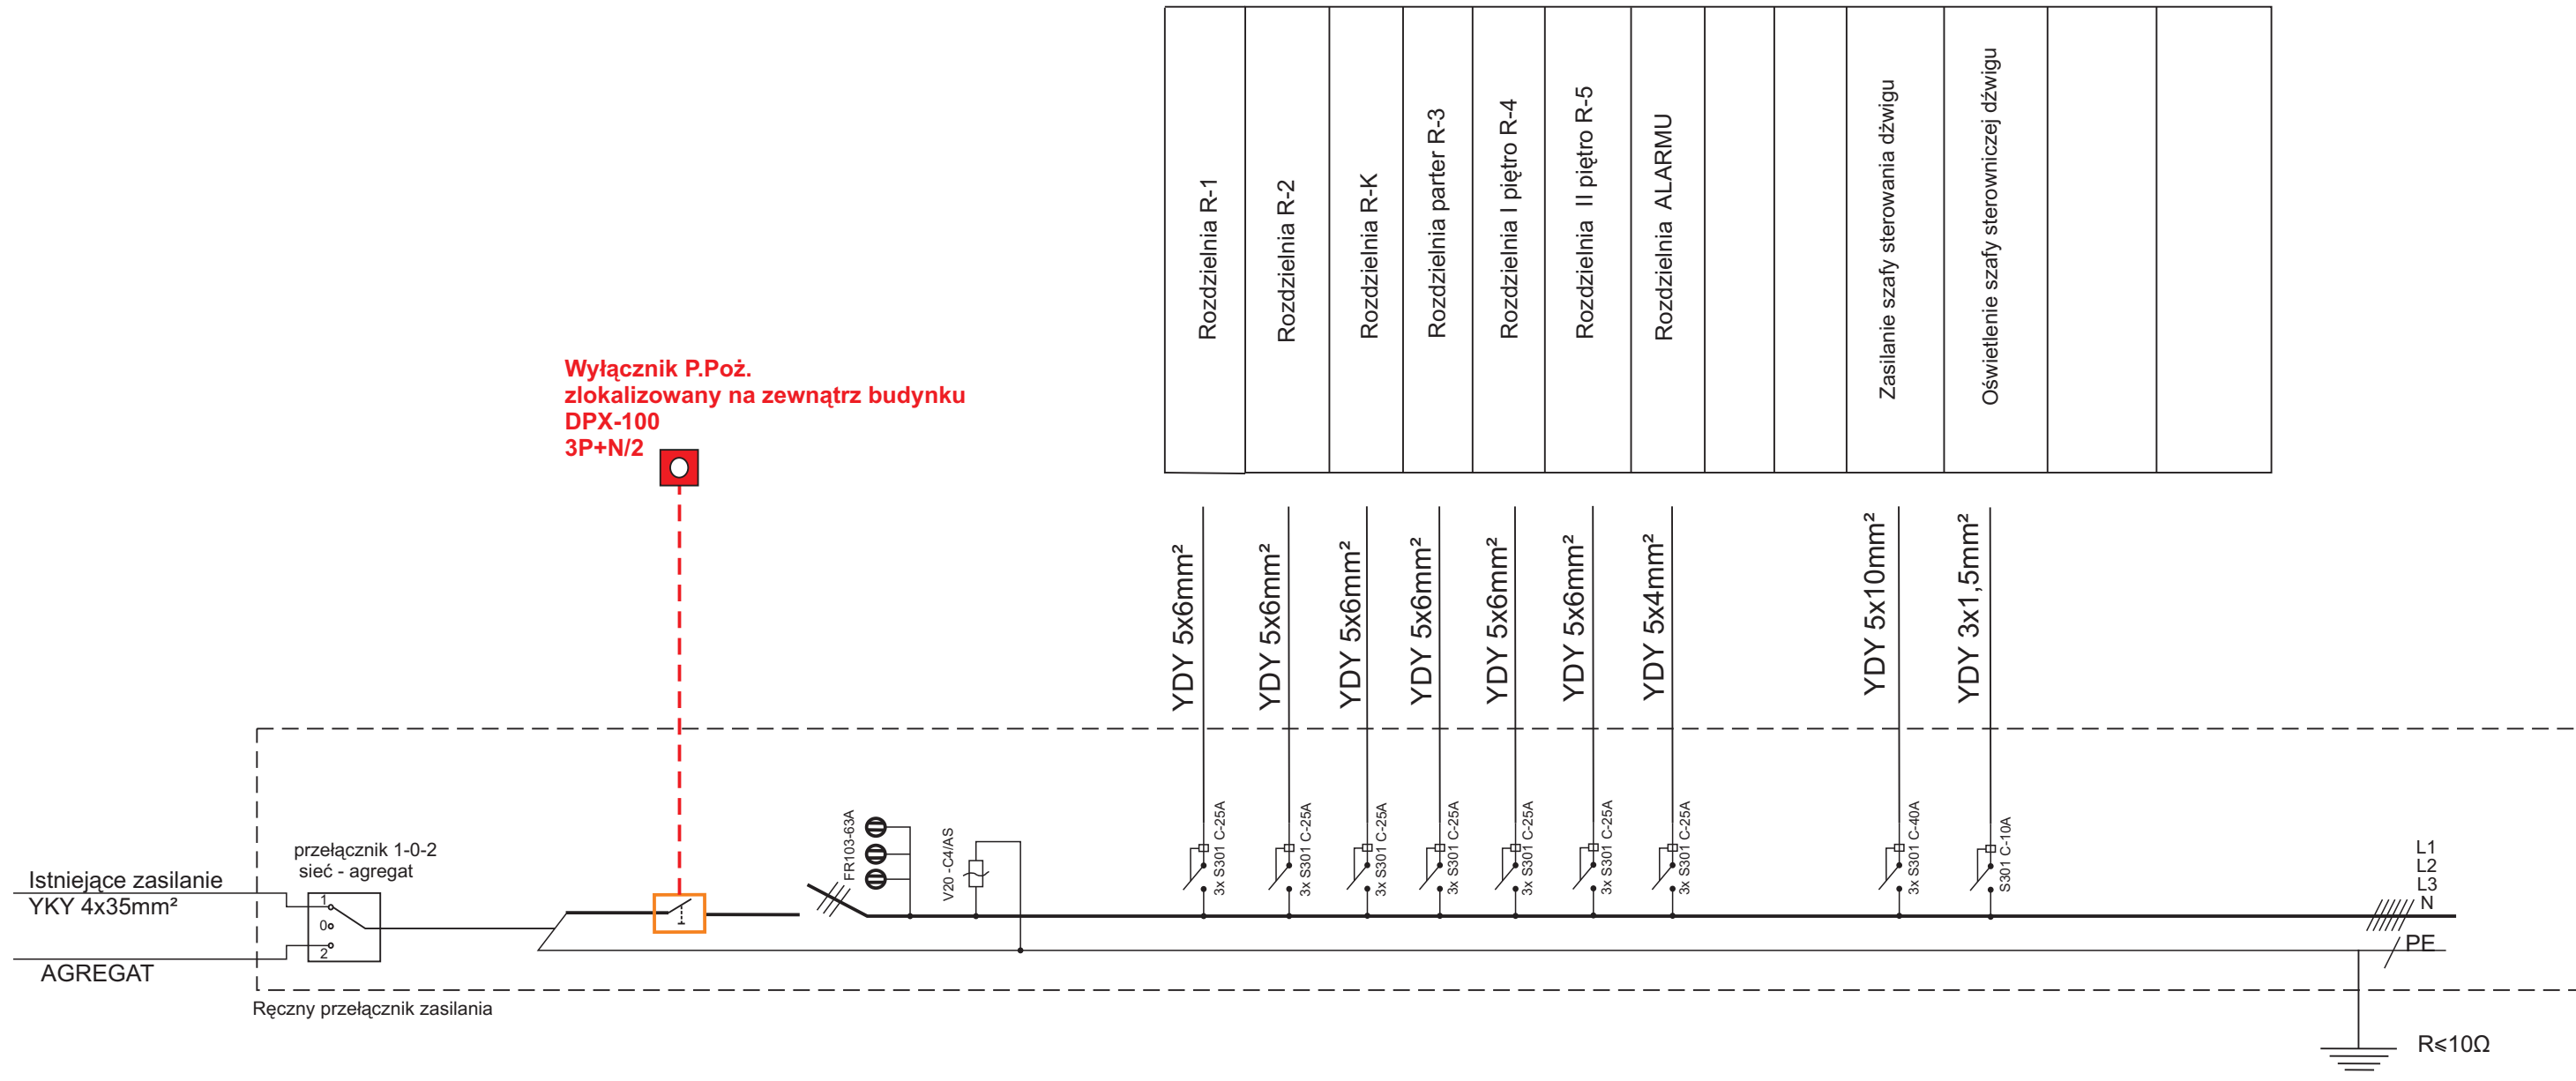 Rozdzielnia R-1
Rozdzielnia R-2
Rozdzielnia R-K
Rozdzielnia parter R-3
Rozdzielnia I piętro R-4
Rozdzielnia II piętro R-5
Rozdzielnia ALARMU
Zasilanie szafy sterowania dźwigu
Oświetlenie szafy sterowniczej dźwigu
Wyłącznik P.Poż.
zlokalizowany na zewnątrz budynku
DPX-100
3P+N/2
YDY 5x6mm²
YDY 5x6mm²
YDY 5x6mm²
YDY 5x6mm²
YDY 5x6mm²
YDY 5x6mm²
YDY 5x4mm²
YDY 5x10mm²
YDY 3x1,5mm²
przełącznik 1-0-2
sieć - agregat
Istniejące zasilanie
YKY 4x35mm²
AGREGAT
1
0
2
Ręczny przełącznik zasilania
FR103-63A
V20 -C4/AS
3x S301 C-25A
3x S301 C-25A
3x S301 C-25A
3x S301 C-25A
3x S301 C-25A
3x S301 C-25A
3x S301 C-25A
3x S301 C-40A
S301 C-10A
L1
L2
L3
N
PE
R⩽10Ω